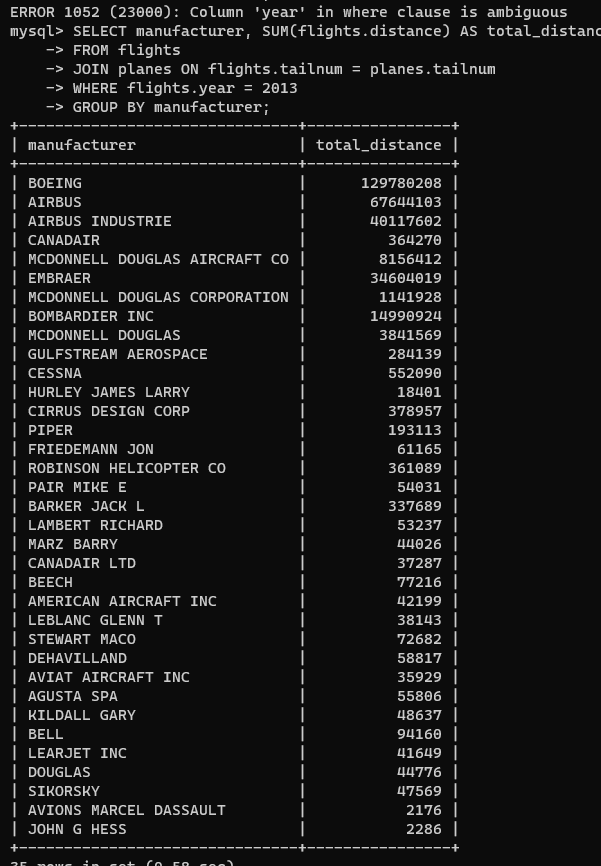 ERROR 1052 (23000): Column 'year' in where clause is ambiguous
mysql> SELECT manufacturer, SUM(flights.distance) AS total_distanc
    -> FROM flights
    -> JOIN planes ON flights.tailnum = planes.tailnum
    -> WHERE flights.year = 2013
    -> GROUP BY manufacturer;
+-------------------------------+----------------+
| manufacturer                  | total_distance |
+-------------------------------+----------------+
| BOEING                        |      129780208 |
| AIRBUS                        |       67644103 |
| AIRBUS INDUSTRIE              |       40117602 |
| CANADAIR                      |         364270 |
| MCDONNELL DOUGLAS AIRCRAFT CO |        8156412 |
| EMBRAER                       |       34604019 |
| MCDONNELL DOUGLAS CORPORATION |        1141928 |
| BOMBARDIER INC                |       14990924 |
| MCDONNELL DOUGLAS             |        3841569 |
| GULFSTREAM AEROSPACE          |         284139 |
| CESSNA                        |         552090 |
| HURLEY JAMES LARRY            |          18401 |
| CIRRUS DESIGN CORP            |         378957 |
| PIPER                         |         193113 |
| FRIEDEMANN JON                |          61165 |
| ROBINSON HELICOPTER CO        |         361089 |
| PAIR MIKE E                   |          54031 |
| BARKER JACK L                 |         337689 |
| LAMBERT RICHARD               |          53237 |
| MARZ BARRY                    |          44026 |
| CANADAIR LTD                  |          37287 |
| BEECH                         |          77216 |
| AMERICAN AIRCRAFT INC         |          42199 |
| LEBLANC GLENN T               |          38143 |
| STEWART MACO                  |          72682 |
| DEHAVILLAND                   |          58817 |
| AVIAT AIRCRAFT INC            |          35929 |
| AGUSTA SPA                    |          55806 |
| KILDALL GARY                  |          48637 |
| BELL                          |          94160 |
| LEARJET INC                   |          41649 |
| DOUGLAS                       |          44776 |
| SIKORSKY                      |          47569 |
| AVIONS MARCEL DASSAULT        |           2176 |
| JOHN G HESS                   |           2286 |
+-------------------------------+----------------+
35 rows in set (0.58 sec)